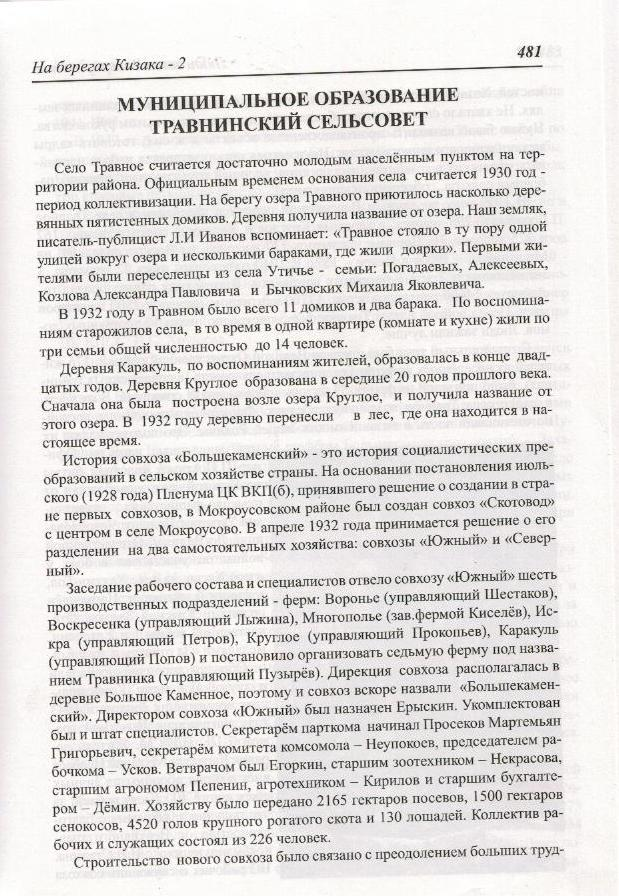 На берегах Кизака - 2
481
МУНИЦИПАЛЬНОЕ ОБРАЗОВАНИЕ
ТРАВНИНСКИЙ СЕЛЬСОВЕТ
Село Травное считается достаточно молодым населённым пунктом на тер-
ритории района. Официальным временем основания села считается 1930 год -
период коллективизации. На берегу озера Травного приютилось насколько дере-
вянных пятистенных домиков. Деревня получила название от озера. Наш земляк,
писатель-публицист Л.И Иванов вспоминает: «Травное стояло в ту пору одной
улицей вокруг озера и несколькими бараками, где жили доярки». Первыми жи-
телями были переселенцы из села Утичье - семьи: Погадаевых, Алексеевых,
Козлова Александра Павловича и Бычковских Михаила Яковлевича.
В 1932 году в Травном было всего 11 домиков и два барака. По воспомина-
ниям старожилов села, в то время в одной квартире (комнате и кухне) жили по
три семьи общей численностью до 14 человек.
Деревня Каракуль, по воспоминаниям жителей, образовалась в конце двад-
цатых годов. Деревня Круглое образована в середине 20 годов прошлого века.
Сначала она была построена возле озера Круглое, и получила название от
этого озера. В 1932 году деревню перенесли в лес, где она находится в на-
стоящее время.
История совхоза «Большекаменский» - это история социалистических пре-
образований в сельском хозяйстве страны. На основании постановления июль-
ского (1928 года) Пленума ЦК ВКП(б), принявшего решение о создании в стра-
не первых совхозов, в Мокроусовском районе был создан совхоз «Скотовод»
с центром в селе Мокроусово. В апреле 1932 года принимается решение о его
разделении на два самостоятельных хозяйства: совхозы «Южный» и «Север-
ный».
Заседание рабочего состава и специалистов отвело совхозу «Южный» шесть
производственных подразделений - ферм: Воронье (управляющий Шестаков),
Воскресенка (управляющий Лыжина), Многополье (зав.фермой Киселёв), Ис-
кра (управляющий Петров), Круглое (управляющий Прокопьев), Каракуль
(управляющий Попов) и постановило организовать седьмую ферму под назва-
нием Травнинка (управляющий Пузырёв). Дирекция совхоза располагалась в
деревне Большое Каменное, поэтому и совхоз вскоре назвали «Большекамен-
ский». Директором совхоза «Южный» был назначен Ерыскин. Укомплектован
был и штат специалистов. Секретарём парткома начинал Просеков Мартемьян
Григорьевич, секретарём комитета комсомола – Неупокоев, председателем ра-
бочкома – Усков. Ветврачом был Егоркин, старшим зоотехником – Некрасова,
старшим агрономом Пепенин, агротехником – Кирилов и старшим бухгалте-
ром – Дёмин. Хозяйству было передано 2165 гектаров посевов, 1500 гектаров
сенокосов, 4520 голов крупного рогатого скота и 130 лошадей. Коллектив ра-
бочих и служащих состоял из 226 человек.
Строительство нового совхоза было связано с преодолением больших труд-